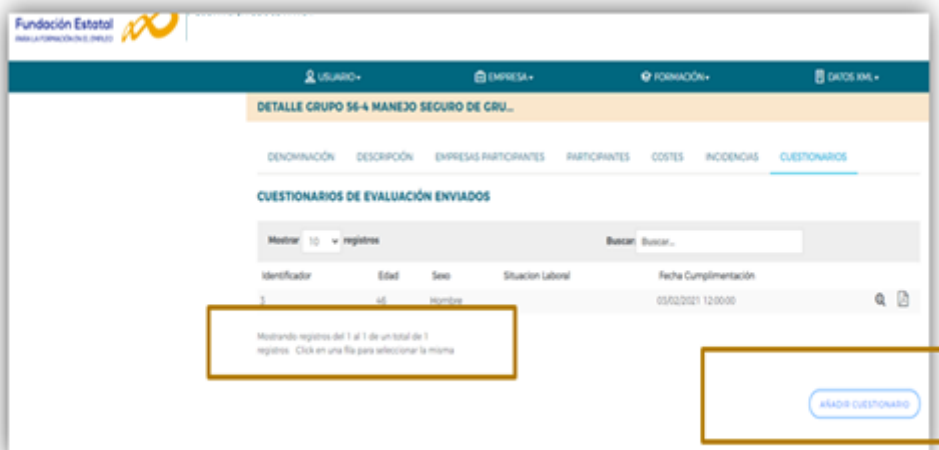 Fundación Estatal
PARA LA FORMACIÓN EN EL EMPLEO
USUARIO
EMPRESA
FORMACIÓN
DATOS XML
DETALLE GRUPO 56-4 MANEJO SEGURO DE GRU...
DENOMINACIÓN DESCRIPCIÓN EMPRESAS PARTICIPANTES PARTICIPANTES COSTES INCIDENCIAS CUESTIONARIOS
CUESTIONARIOS DE EVALUACIÓN ENVIADOS
Mostrar 10 registros Buscar: Buscar...
Identificador Edad Sexo Situacion Laboral Fecha Cumplimentación
3 46 Hombre 03/02/2021 12:00:00
Mostrando registros del 1 al 1 de un total de 1
registros Click en una fila para seleccionar la misma
AÑADIR CUESTIONARIO